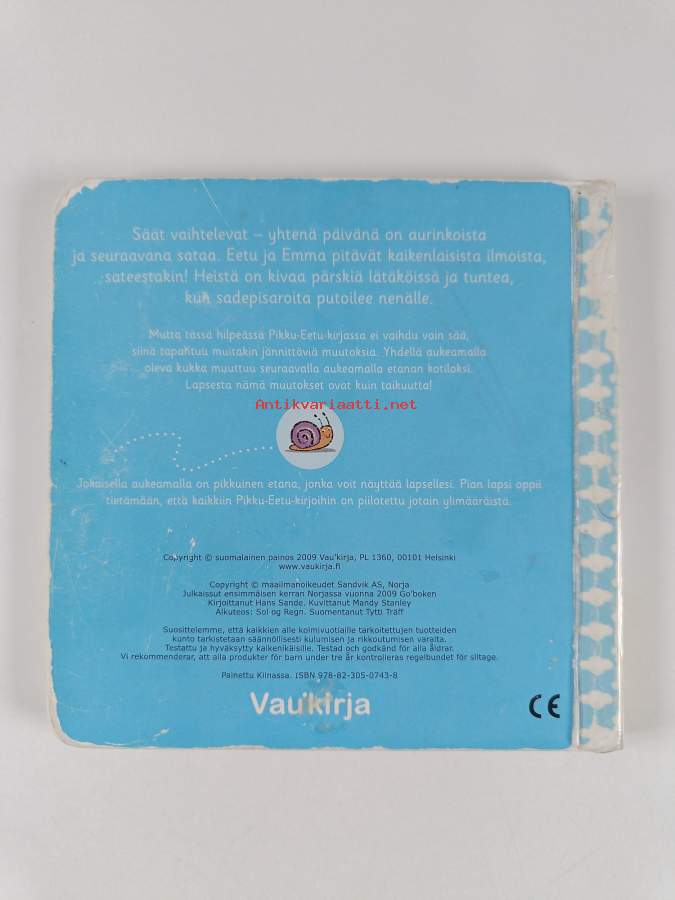 Säät vaihtelevat – yhtenä päivänä on aurinkoista
ja seuraavana sataa. Eetu ja Emma pitävät kaikenlaisista ilmoista,
sateestakin! Heistä on kivaa pärskiä lätäköissä ja tuntea,
kun sadepisaroita putoilee nenälle.
Mutta tässä hilpeässä Pikku-Eetu-kirjassa ei vaihdu vain sää,
siinä tapahtuu muitakin jännittäviä muutoksia. Yhdellä aukeamalla
oleva kukka muuttuu seuraavalla aukeamalla etanan kotiloksi.
Lapsesta nämä muutokset ovat kuin taikuutta!
Antikvariaatti.net
Jokaisella aukeamalla on pikkuinen etana, jonka voit näyttää lapsellesi. Pian lapsi oppii
tietämään, että kaikkiin Pikku-Eetu-kirjoihin on piilotettu jotain ylimääräistä.
Copyright © suomalainen painos 2009 Vau'kirja, PL 1360, 00101 Helsinki
www.vaukirja.fi
Copyright © maailmanoikeudet Sandvik AS, Norja
Julkaissut ensimmäisen kerran Norjassa vuonna 2009 Go'boken
Kirjoittanut Hans Sande. Kuvittanut Mandy Stanley
Alkuteos: Sol og Regn. Suomentanut Tytti Träff
Suosittelemme, että kaikkien alle kolmivuotiaille tarkoitettujen tuotteiden
kunto tarkistetaan säännöllisesti kulumisen ja rikkoutumisen varalta.
Testattu ja hyväksytty kaikenikäisille. Testad och godkänd för alla åldrar.
Vi rekommenderar, att alla produkter för barn under tre år kontrolleras regelbundet för slitage.
Painettu Kiinassa. ISBN 978-82-305-0743-8
Vau'kirja
CE